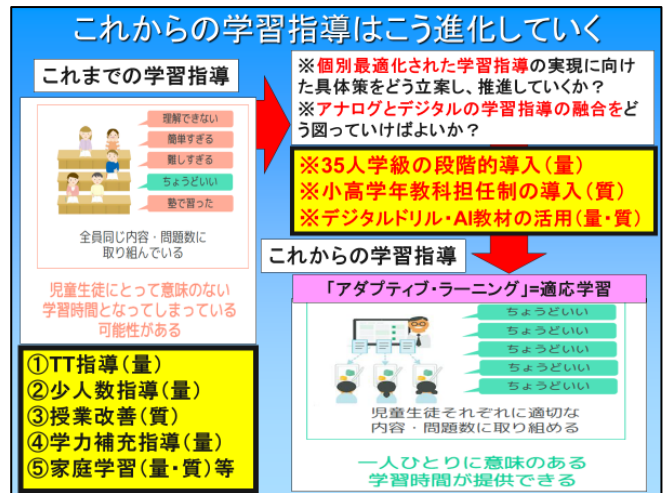 これからの学習指導はこう進化していく
これまでの学習指導
理解できない
簡単すぎる
難しすぎる
ちょうどいい
塾で習った
全員同じ内容・問題数に
取り組んでいる
児童生徒にとって意味のない
学習時間となってしまっている
可能性がある
①TT指導(量)
②少人数指導(量)
③授業改善(質)
④学力補充指導(量)
⑤家庭学習(量・質)等
※個別最適化された学習指導の実現に向け
た具体策をどう立案し、推進していくか?
※アナログとデジタルの学習指導の融合をど
う図っていけばよいか?
※35人学級の段階的導入(量)
※小高学年教科担任制の導入(質)
※デジタルドリル・AI教材の活用(量・質)
これからの学習指導
「アダプティブ・ラーニング」=適応学習
ちょうどいい
ちょうどいい
ちょうどいい
ちょうどいい
ちょうどいい
児童生徒それぞれに適切な
内容・問題数に取り組める
一人ひとりに意味のある
学習時間が提供できる